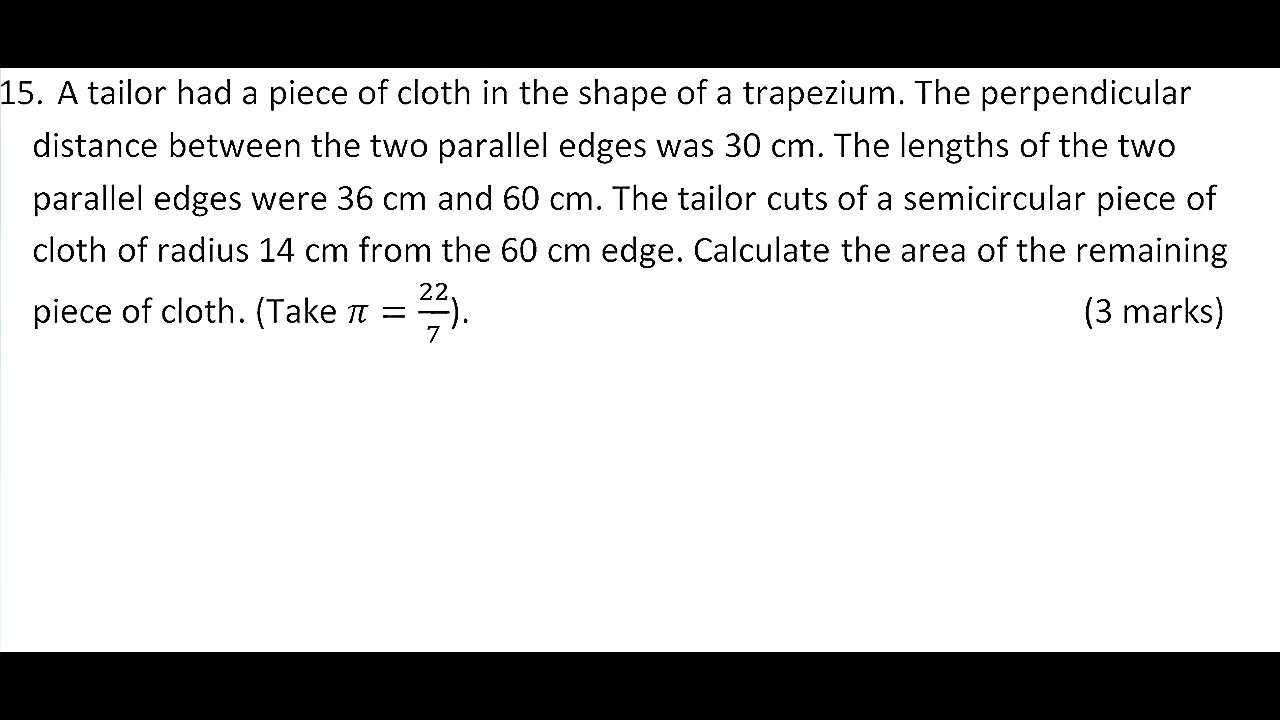 15. A tailor had a piece of cloth in the shape of a trapezium. The perpendicular
distance between the two parallel edges was 30 cm. The lengths of the two
parallel edges were 36 cm and 60 cm. The tailor cuts of a semicircular piece of
cloth of radius 14 cm from the 60 cm edge. Calculate the area of the remaining
piece of cloth. (Take π = 22/7). (3 marks)